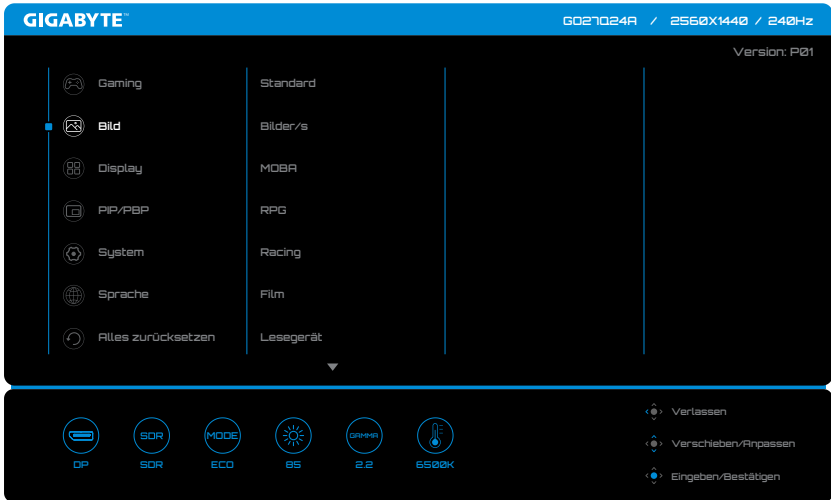 GIGABYTE™
GO27Q24A / 2560X1440 / 240Hz
Version: P01
Gaming
Standard
Bild
Bilder/s
Display
MOBA
PIP/PBP
RPG
System
Racing
Sprache
Film
Alles zurücksetzen
Lesegerät
SDR
MODE
GAMMA
DP
SDR
ECO
85
2.2
6500K
Verlassen
Verschieben/Anpassen
Eingeben/Bestätigen